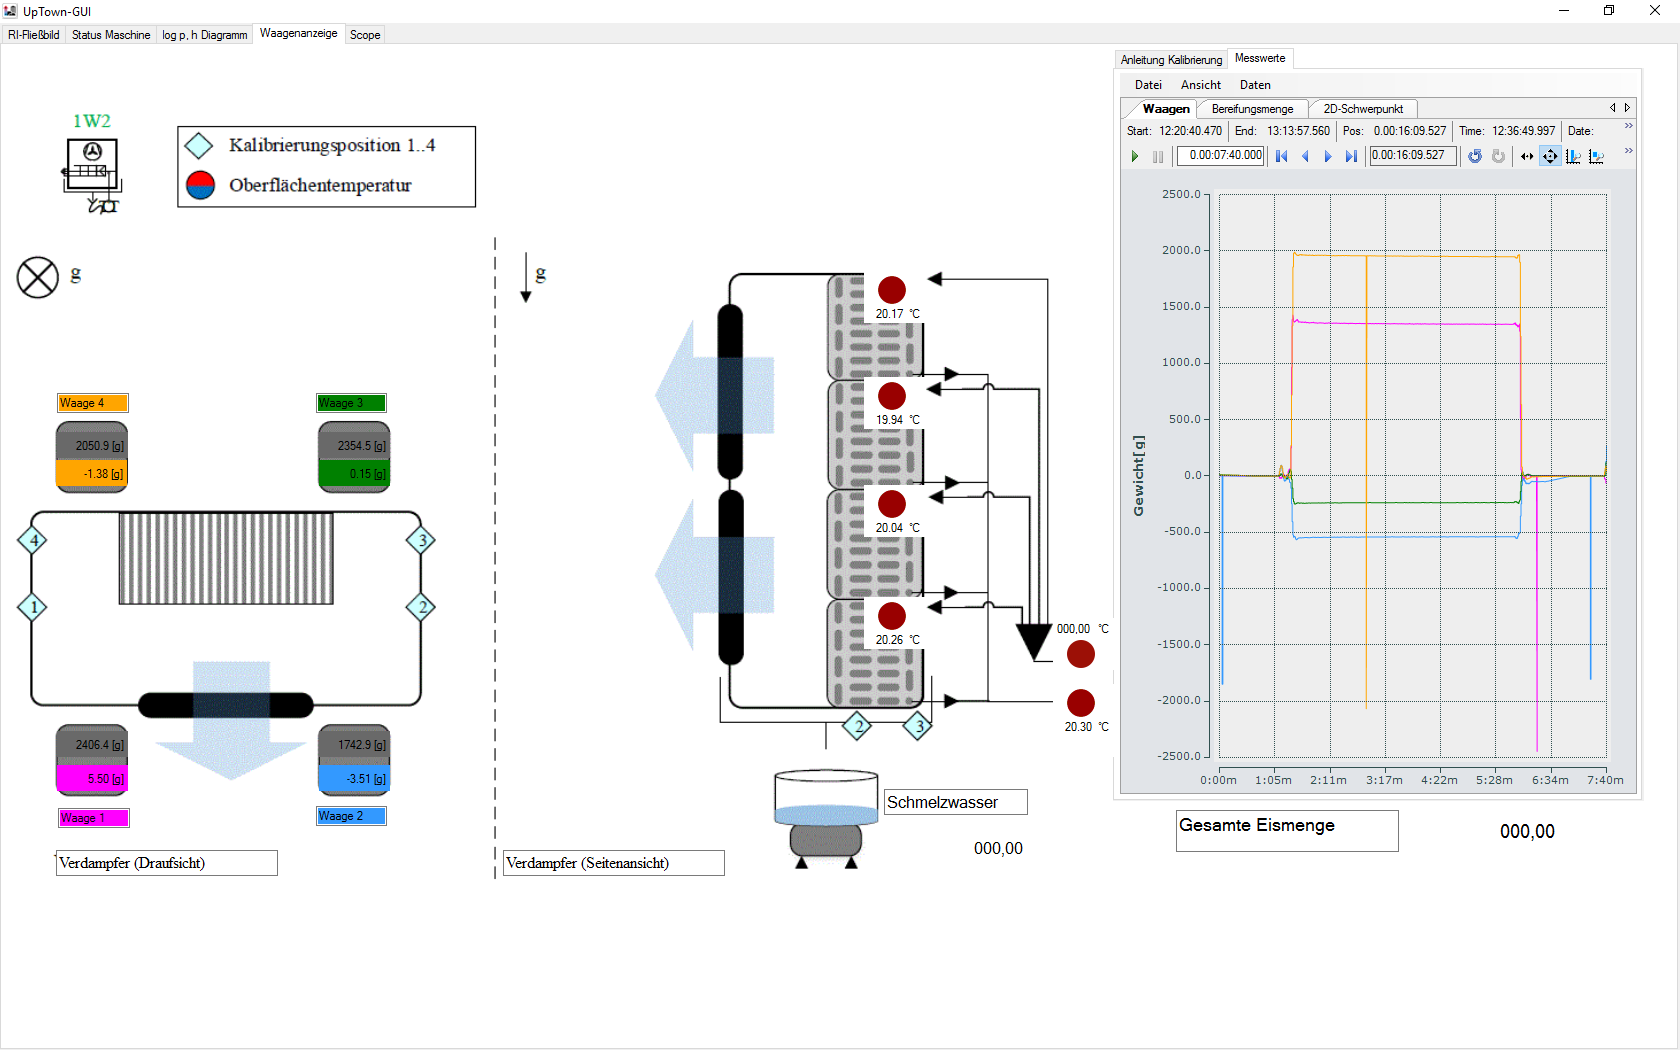 UpTown-GUI
RI-Fließbild Status Maschine log p, h Diagramm Waagenanzeige Scope
1W2
Kalibrierungsposition 1..4
Oberflächentemperatur
g
g
Waage 4
2050.9 [g]
-1.38 [g]
Waage 3
2354.5 [g]
0.15 [g]
4
3
1
2
2406.4 [g]
5.50 [g]
Waage 1
1742.9 [g]
-3.51 [g]
Waage 2
Verdampfer (Draufsicht)
20.17 °C
19.94 °C
20.04 °C
20.26 °C
000,00 °C
20.30 °C
2
3
Schmelzwasser
000,00
Verdampfer (Seitenansicht)
Anleitung Kalibrierung Messwerte
Datei Ansicht Daten
Waagen Bereifungsmenge 2D-Schwerpunkt
Start: 12:20:40.470 End: 13:13:57.560 Pos: 0.00:16:09.527 Time: 12:36:49.997 Date:
0.00:07:40.000 0.00:16:09.527
Gewicht[g]
2500.0
2000.0
1500.0
1000.0
500.0
0.0
-500.0
-1000.0
-1500.0
-2000.0
-2500.0
0:00m 1:05m 2:11m 3:17m 4:22m 5:28m 6:34m 7:40m
Gesamte Eismenge
000,00